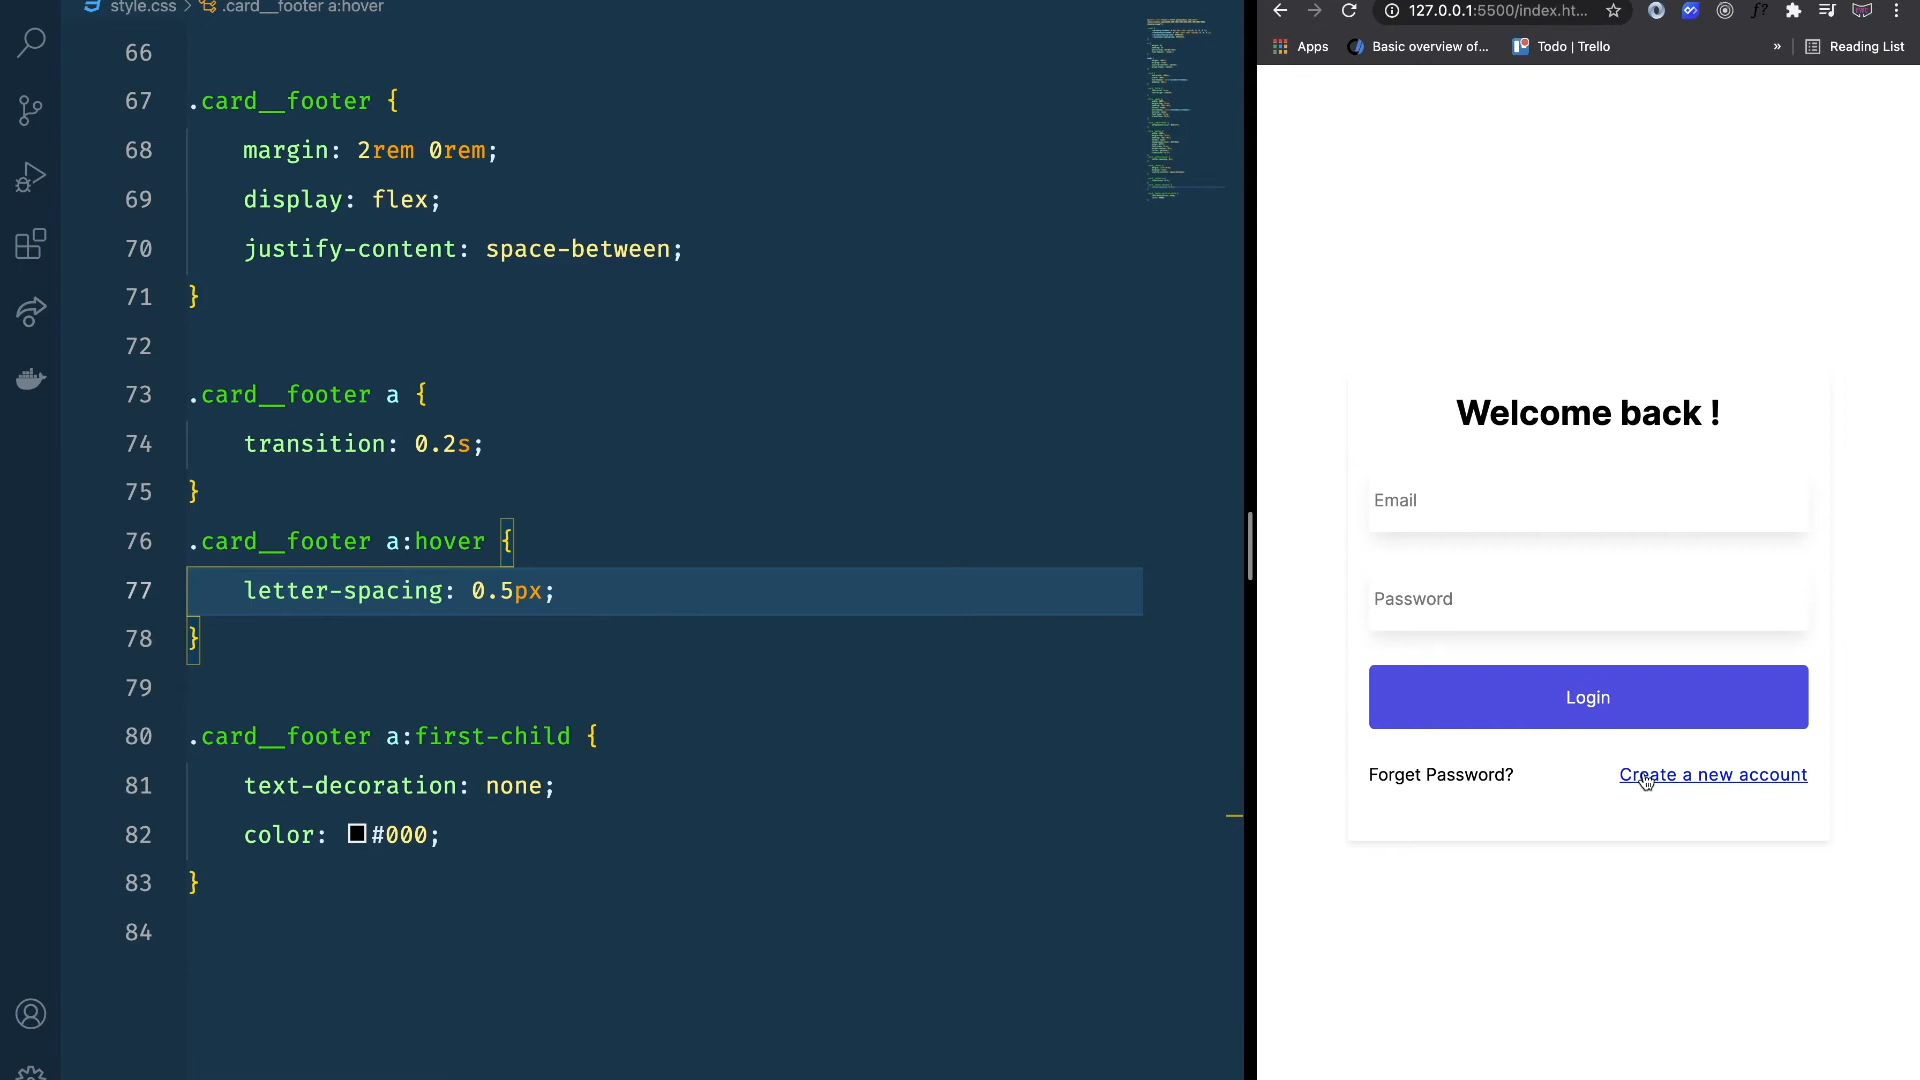 style.css > .card__footer a:hover
66
67 .card__footer {
68 margin: 2rem 0rem;
69 display: flex;
70 justify-content: space-between;
71 }
72
73 .card__footer a {
74 transition: 0.2s;
75 }
76 .card__footer a:hover {
77 letter-spacing: 0.5px;
78 }
79
80 .card__footer a:first-child {
81 text-decoration: none;
82 color: #000;
83 }
84
127.0.0.1:5500/index.ht...
f?
Apps Basic overview of... Todo | Trello » Reading List
Welcome back !
Email
Password
Login
Forget Password? Create a new account